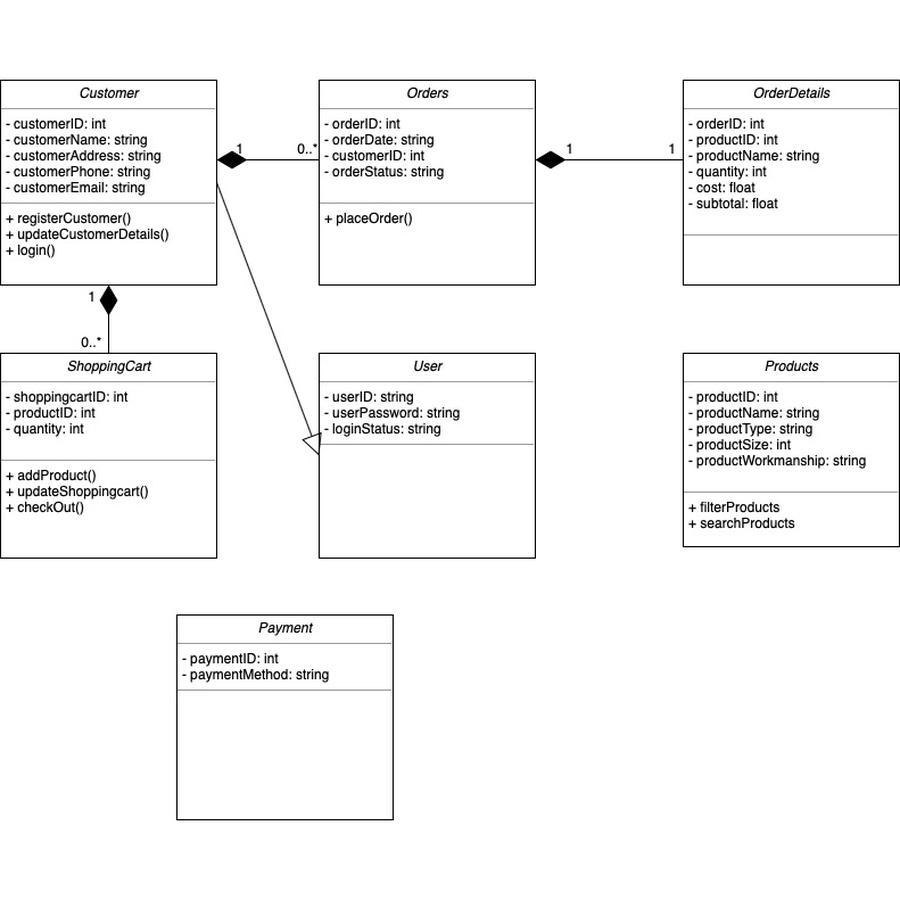 Customer
- customerID: int
- customerName: string
- customerAddress: string
- customerPhone: string
- customerEmail: string
+ registerCustomer()
+ updateCustomerDetails()
+ login()
1
0..*
Orders
- orderID: int
- orderDate: string
- customerID: int
- orderStatus: string
+ placeOrder()
1
1
OrderDetails
- orderID: int
- productID: int
- productName: string
- quantity: int
- cost: float
- subtotal: float
1
0..*
ShoppingCart
- shoppingcartID: int
- productID: int
- quantity: int
+ addProduct()
+ updateShoppingcart()
+ checkOut()
User
- userID: string
- userPassword: string
- loginStatus: string
Products
- productID: int
- productName: string
- productType: string
- productSize: int
- productWorkmanship: string
+ filterProducts
+ searchProducts
Payment
- paymentID: int
- paymentMethod: string